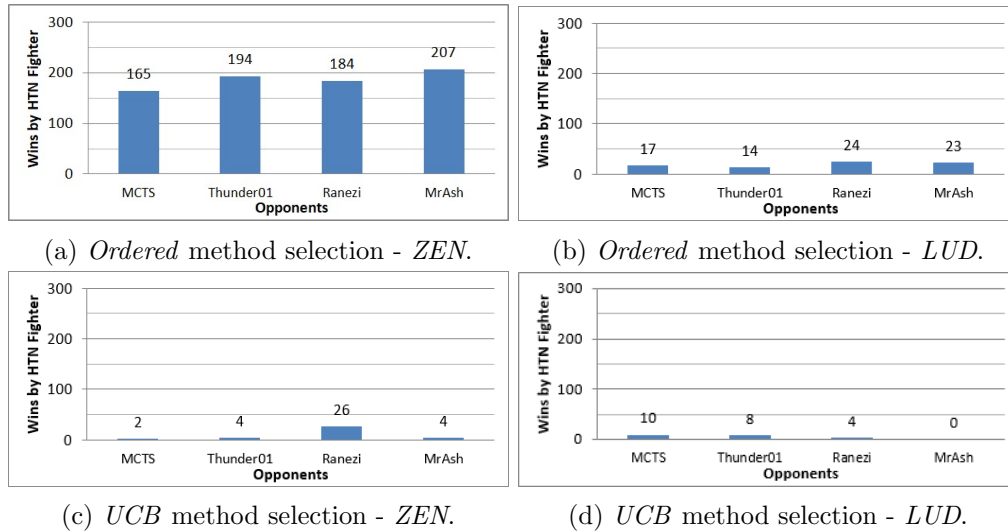 Wins by HTN Fighter
300
200
100
0
165
194
184
207
MCTS
Thunder01
Ranezi
MrAsh
Opponents
(a) Ordered method selection - ZEN.
Wins by HTN Fighter
300
200
100
0
17
14
24
23
MCTS
Thunder01
Ranezi
MrAsh
Opponents
(b) Ordered method selection - LUD.
Wins by HTN Fighter
300
200
100
0
2
4
26
4
MCTS
Thunder01
Ranezi
MrAsh
Opponents
(c) UCB method selection - ZEN.
Wins by HTN Fighter
300
200
100
0
10
8
4
0
MCTS
Thunder01
Ranezi
MrAsh
Opponents
(d) UCB method selection - LUD.